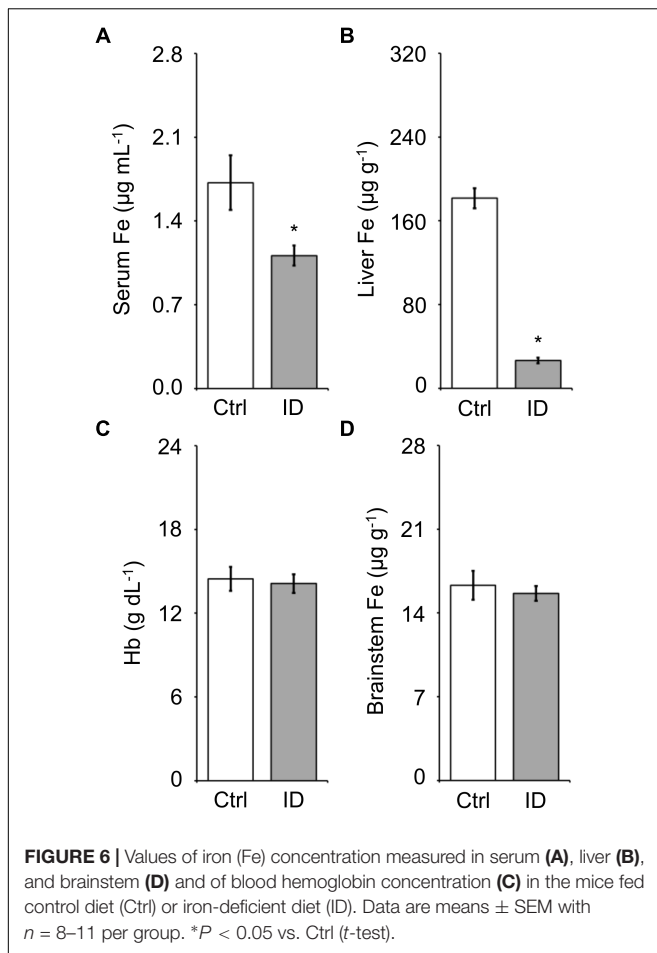 A
B
2.8
2.1
1.4
0.7
0.0
Serum Fe (µg mL⁻¹)
*
Ctrl ID
320
240
160
80
0
Liver Fe (µg g⁻¹)
*
Ctrl ID
C
D
24
18
12
6
0
Hb (g dL⁻¹)
Ctrl ID
28
21
14
7
0
Brainstem Fe (µg g⁻¹)
Ctrl ID
FIGURE 6 | Values of iron (Fe) concentration measured in serum (A), liver (B),
and brainstem (D) and of blood hemoglobin concentration (C) in the mice fed
control diet (Ctrl) or iron-deficient diet (ID). Data are means ± SEM with
n = 8–11 per group. *P < 0.05 vs. Ctrl (t-test).